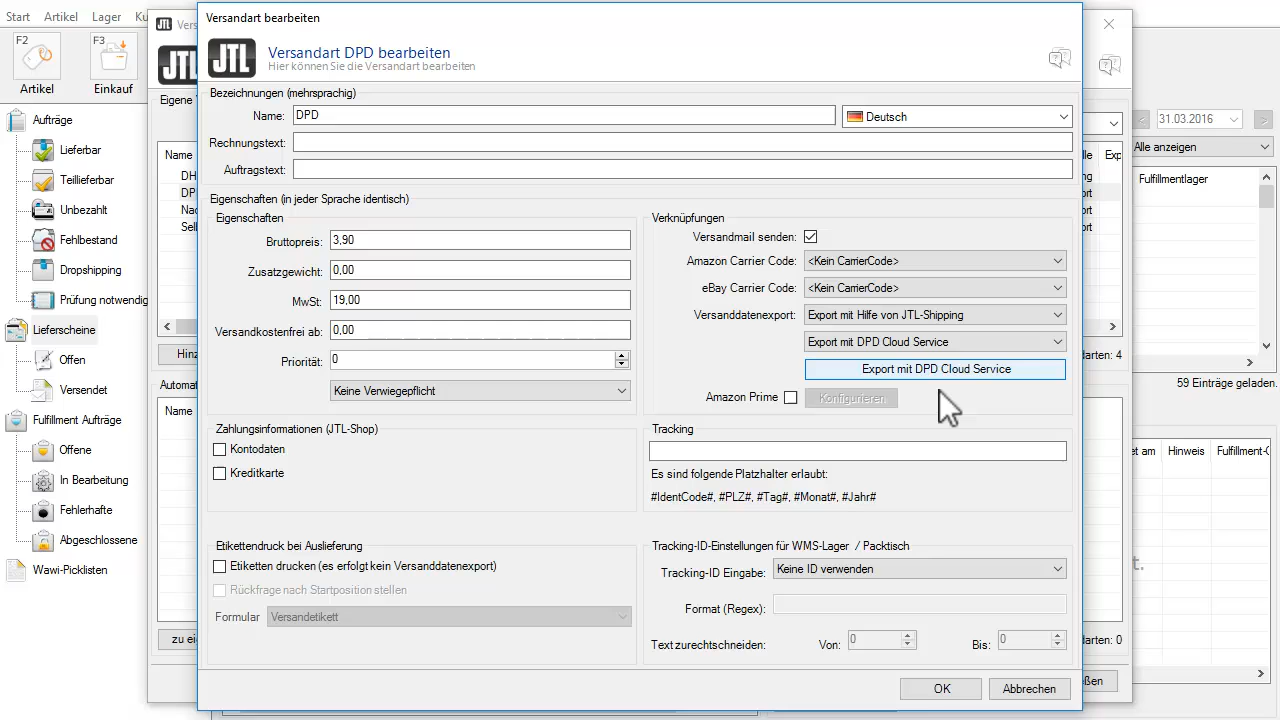 Start Artikel Lager
F2
Artikel
F3
Einkauf
Aufträge
Lieferbar
Teillieferbar
Unbezahlt
Fehlbestand
Dropshipping
Prüfung notwendig
Lieferscheine
Offen
Versendet
Fulfillment Aufträge
Offene
In Bearbeitung
Fehlerhafte
Abgeschlossene
Wawi-Picklisten
JTL
Eigene
Name
Name
zu
Versandart bearbeiten
JTL
Versandart DPD bearbeiten
Hier können Sie die Versandart bearbeiten
Bezeichnungen (mehrsprachig)
Name: DPD Deutsch
Rechnungstext:
Auftragstext:
Eigenschaften (in jeder Sprache identisch)
Eigenschaften
Bruttopreis: 3,90
Zusatzgewicht: 0,00
MwSt: 19,00
Versandkostenfrei ab: 0,00
Priorität: 0
Keine Verwiegepflicht
Verknüpfungen
Versandmail senden:
Amazon Carrier Code: <Kein CarrierCode>
eBay Carrier Code: <Kein CarrierCode>
Versanddatenexport: Export mit Hilfe von JTL-Shipping
Export mit DPD Cloud Service
Export mit DPD Cloud Service
Amazon Prime Konfigurieren
Zahlungsinformationen (JTL-Shop)
Kontodaten
Kreditkarte
Tracking
Es sind folgende Platzhalter erlaubt:
#IdentCode#, #PLZ#, #Tag#, #Monat#, #Jahr#
Etikettendruck bei Auslieferung
Etiketten drucken (es erfolgt kein Versanddatenexport)
Rückfrage nach Startposition stellen
Formular Versandetikett
Tracking-ID-Einstellungen für WMS-Lager / Packtisch
Tracking-ID Eingabe: Keine ID verwenden
Format (Regex):
Text zurechtschneiden: Von: 0 Bis: 0
OK Abbrechen
31.03.2016
Alle anzeigen
Fulfillmentlager
59 Einträge geladen.
Hinweis